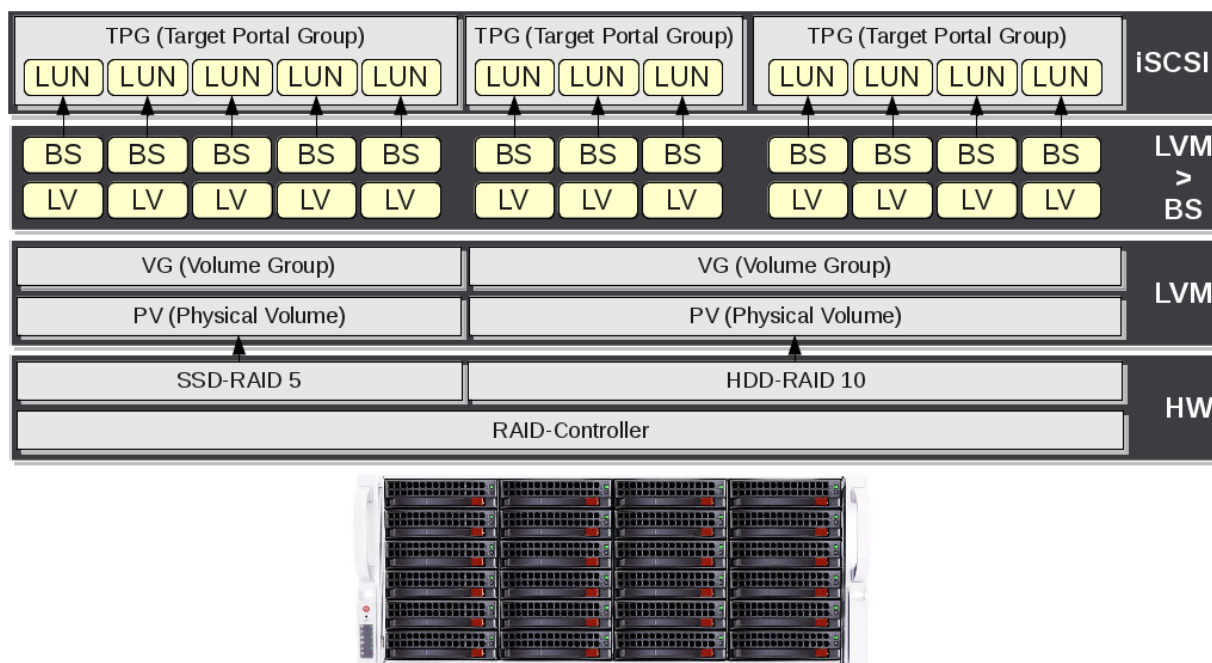 TPG (Target Portal Group) TPG (Target Portal Group) TPG (Target Portal Group)
LUN LUN LUN LUN LUN LUN LUN LUN LUN LUN LUN LUN
iSCSI
BS BS BS BS BS BS BS BS BS BS BS BS
LV LV LV LV LV LV LV LV LV LV LV LV
LVM
>
BS
VG (Volume Group) VG (Volume Group)
PV (Physical Volume) PV (Physical Volume)
LVM
SSD-RAID 5 HDD-RAID 10
RAID-Controller
HW